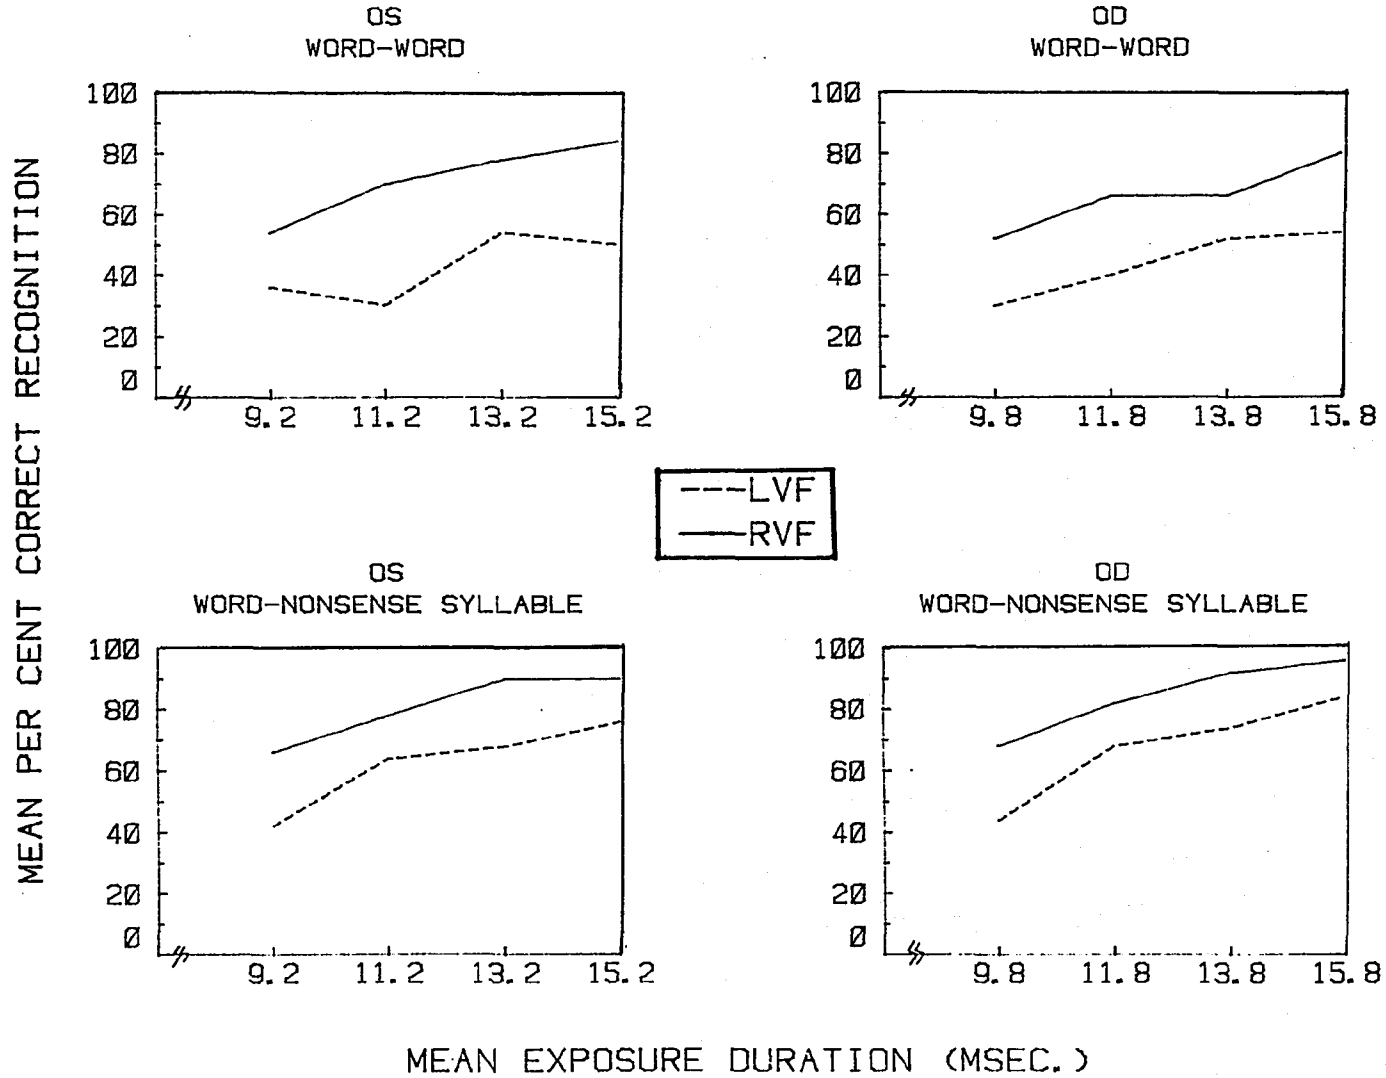 OS
WORD-WORD
100
80
60
40
20
0
9.2 11.2 13.2 15.2
OD
WORD-WORD
100
80
60
40
20
0
9.8 11.8 13.8 15.8
LVF
RVF
OS
WORD-NONSENSE SYLLABLE
100
80
60
40
20
0
9.2 11.2 13.2 15.2
OD
WORD-NONSENSE SYLLABLE
100
80
60
40
20
0
9.8 11.8 13.8 15.8
MEAN PER CENT CORRECT RECOGNITION
MEAN EXPOSURE DURATION (MSEC.)